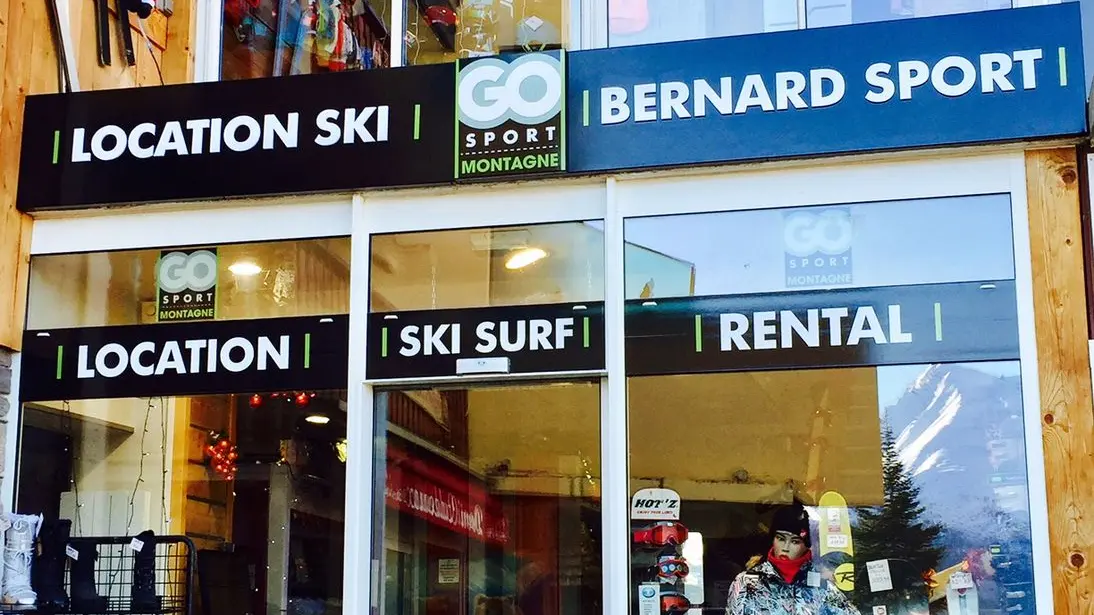 LOCATION SKI
GO
SPORT
MONTAGNE
BERNARD SPORT
GO
SPORT
MONTAGNE
GO
SPORT
MONTAGNE
LOCATION
SKI SURF
RENTAL
HOT'Z